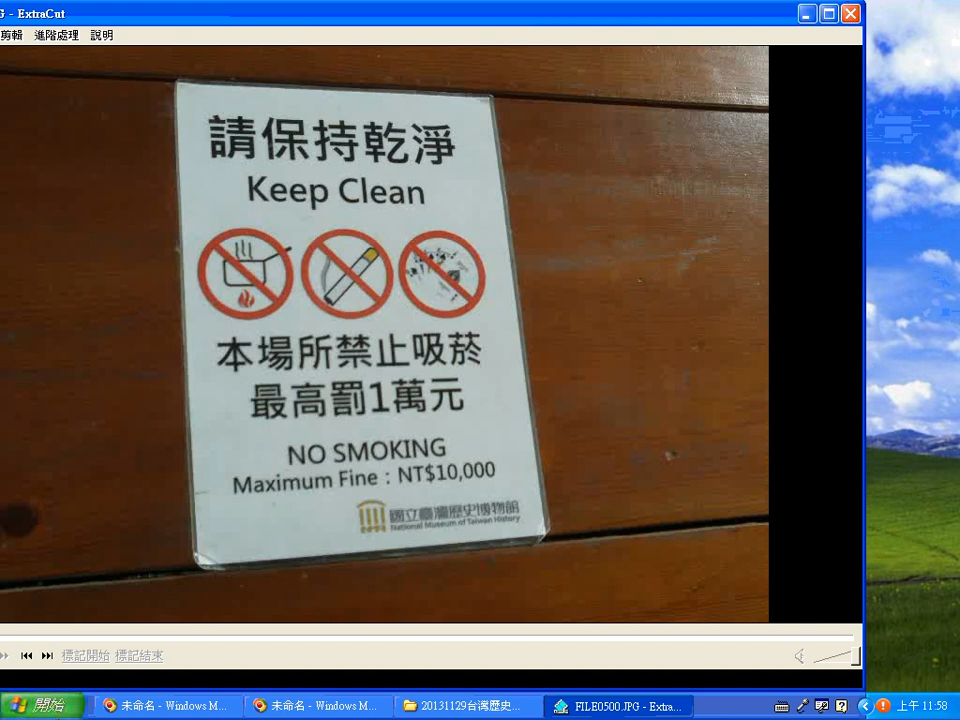 G - ExtraCut
剪輯 進階處理 說明
請保持乾淨
Keep Clean
本場所禁止吸菸
最高罰1萬元
NO SMOKING
Maximum Fine：NT$10,000
國立臺灣歷史博物館
National Museum of Taiwan History
標記開始 標記結束
開始 未命名 - Windows M... 未命名 - Windows M... 20131129台灣歷史... FILE0500.JPG - Extra... 上午 11:58